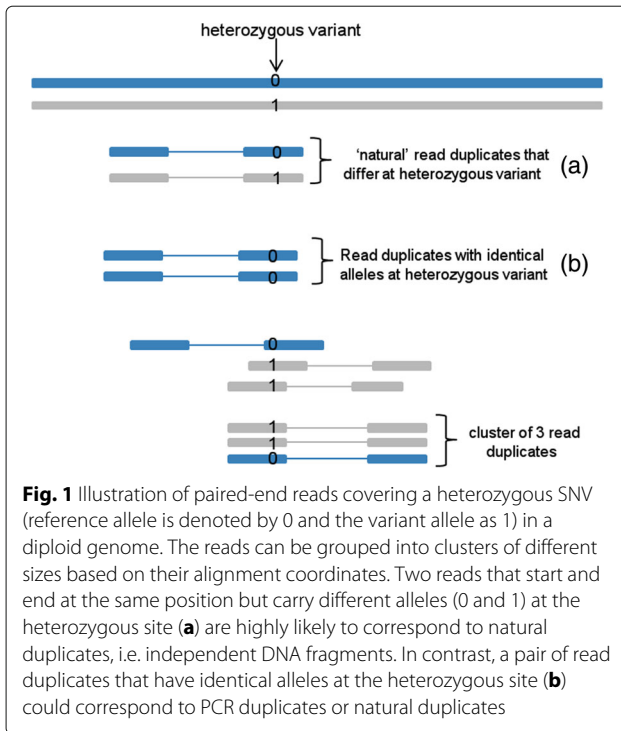 heterozygous variant
0
1
0
1
'natural' read duplicates that
differ at heterozygous variant
(a)
0
0
Read duplicates with identical
alleles at heterozygous variant
(b)
0
1
1
1
1
0
cluster of 3 read
duplicates
Fig. 1 Illustration of paired-end reads covering a heterozygous SNV
(reference allele is denoted by 0 and the variant allele as 1) in a
diploid genome. The reads can be grouped into clusters of different
sizes based on their alignment coordinates. Two reads that start and
end at the same position but carry different alleles (0 and 1) at the
heterozygous site (a) are highly likely to correspond to natural
duplicates, i.e. independent DNA fragments. In contrast, a pair of read
duplicates that have identical alleles at the heterozygous site (b)
could correspond to PCR duplicates or natural duplicates